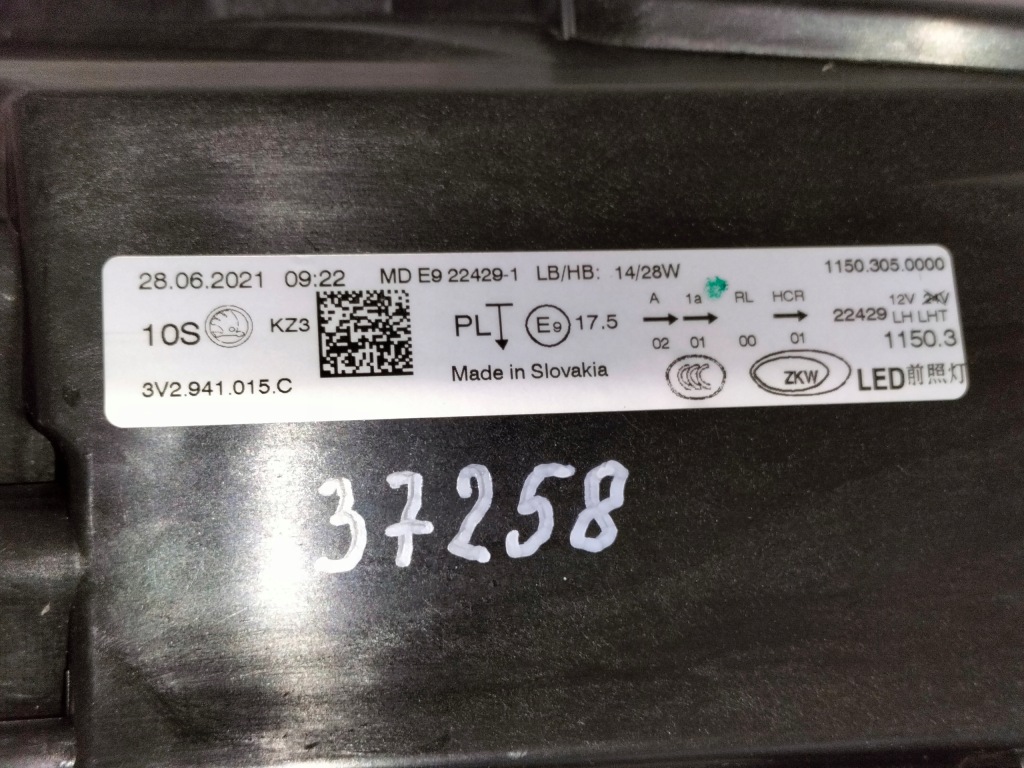 28.06.2021 09:22 MD E9 22429-1 LB/HB: 14/28W 1150.305.0000
10S KZ3 PL E9 17.5 A 1a RL HCR 22429 12V 24V
LH LHT
02 01 00 01 1150.3
3V2.941.015.C Made in Slovakia CCC ZKW LED前照灯
37258